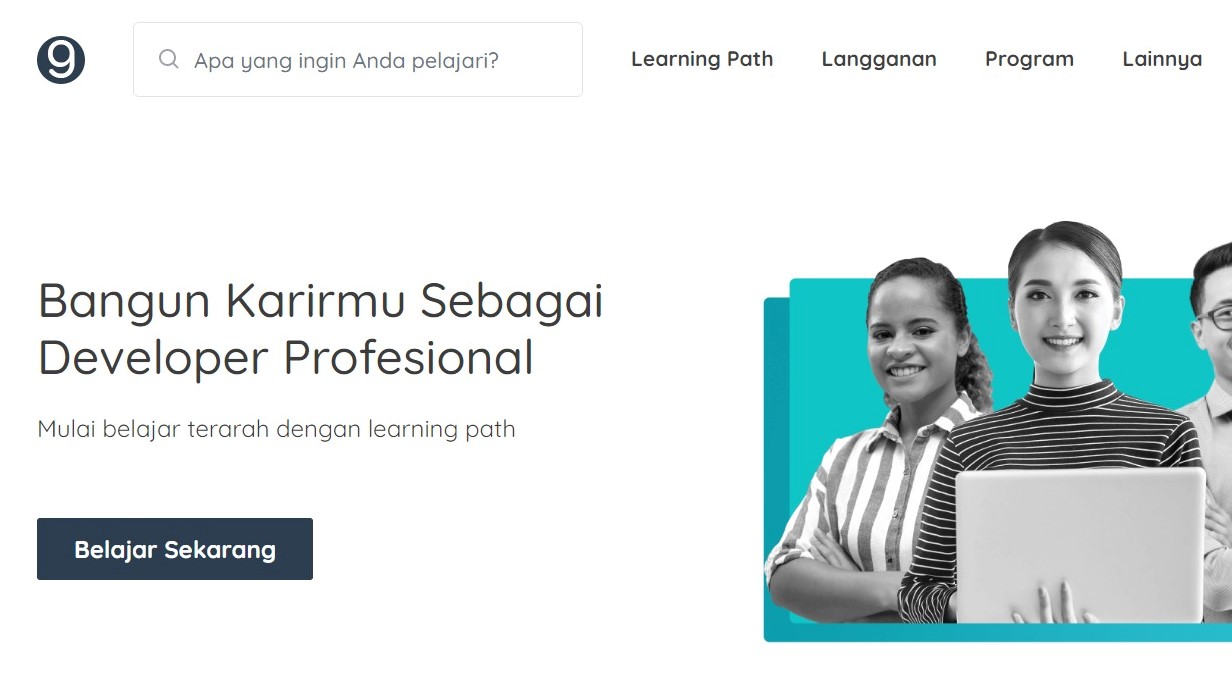 Apa yang ingin Anda pelajari?
Learning Path
Langganan
Program
Lainnya
Bangun Karirmu Sebagai
Developer Profesional
Mulai belajar terarah dengan learning path
Belajar Sekarang